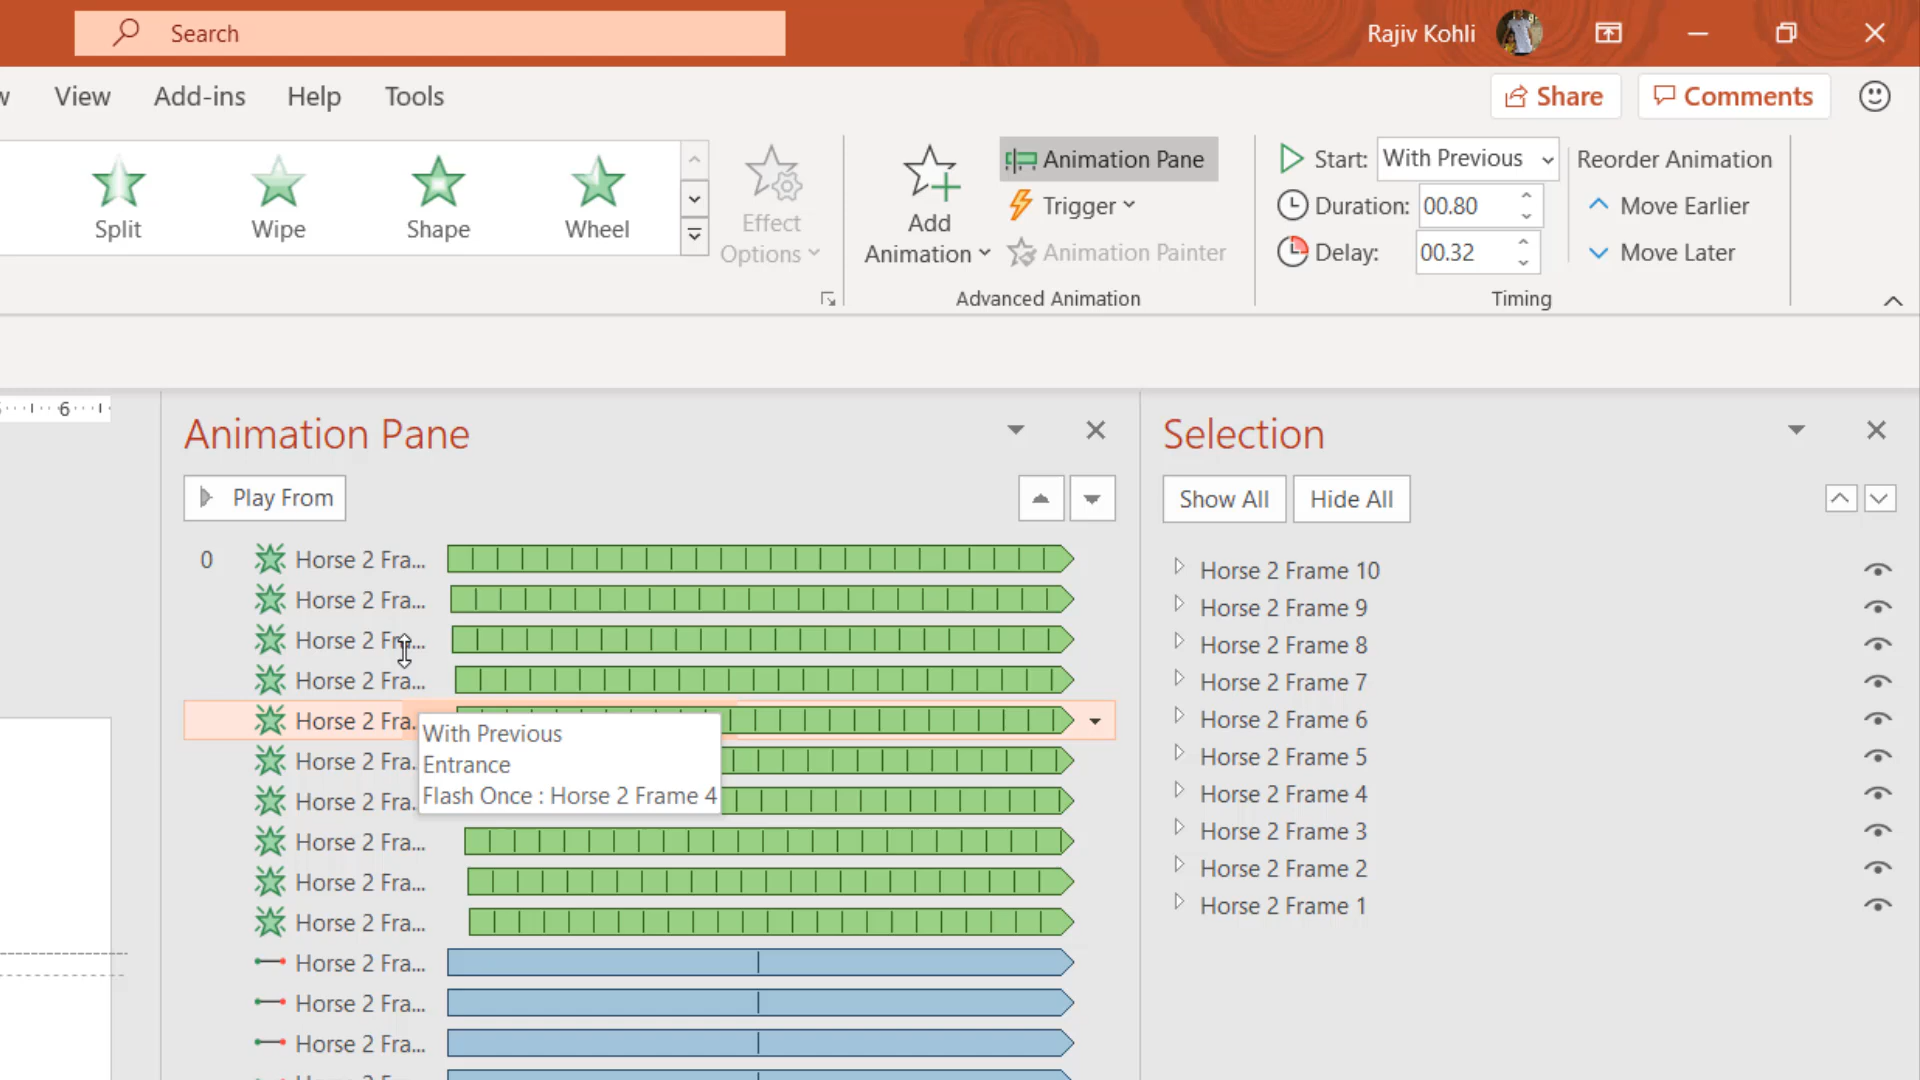 Search
Rajiv Kohli
View
Add-ins
Help
Tools
Share
Comments
Split
Wipe
Shape
Wheel
Effect
Options
Add
Animation
Animation Pane
Trigger
Animation Painter
Advanced Animation
Start: With Previous
Duration: 00.80
Delay: 00.32
Reorder Animation
Move Earlier
Move Later
Timing
6
Animation Pane
Play From
0 Horse 2 Fra...
Horse 2 Fra...
Horse 2 Fra...
Horse 2 Fra...
Horse 2 Fra...
Horse 2 Fra...
Horse 2 Fra...
Horse 2 Fra...
Horse 2 Fra...
Horse 2 Fra...
Horse 2 Fra...
Horse 2 Fra...
Horse 2 Fra...
With Previous
Entrance
Flash Once : Horse 2 Frame 4
Selection
Show All
Hide All
Horse 2 Frame 10
Horse 2 Frame 9
Horse 2 Frame 8
Horse 2 Frame 7
Horse 2 Frame 6
Horse 2 Frame 5
Horse 2 Frame 4
Horse 2 Frame 3
Horse 2 Frame 2
Horse 2 Frame 1